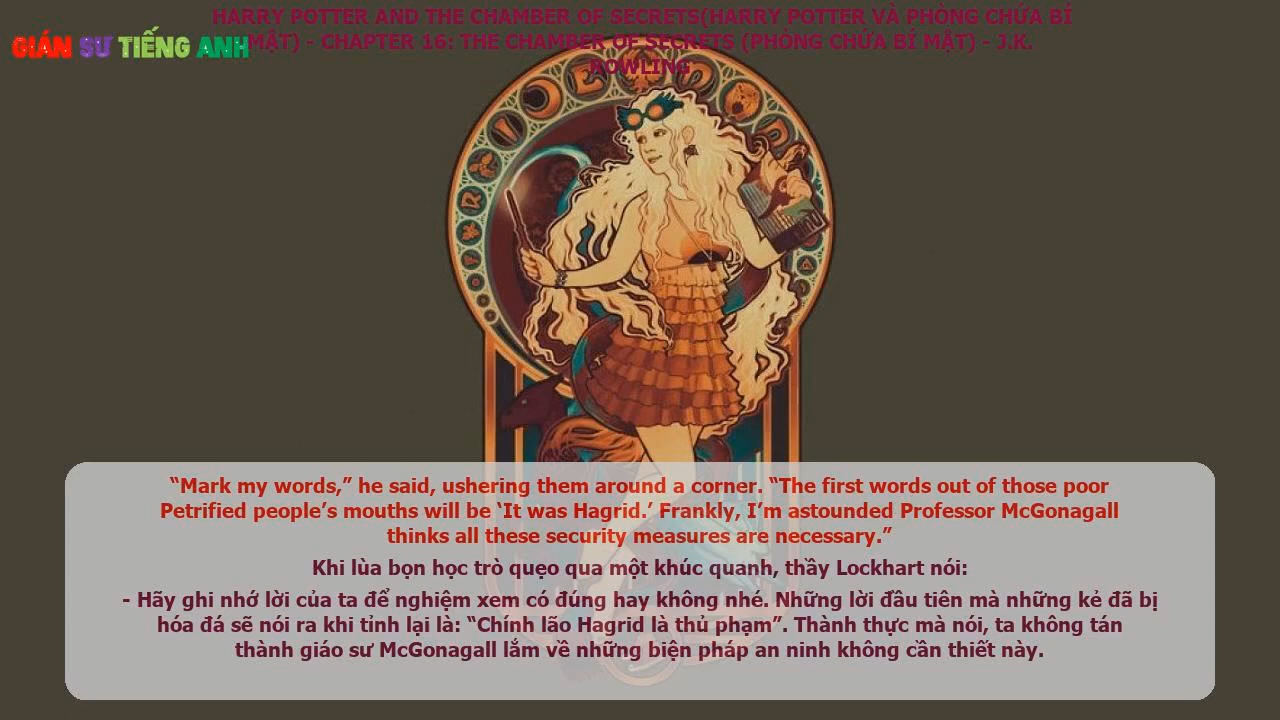 HARRY POTTER AND THE CHAMBER OF SECRETS(HARRY POTTER VÀ PHÒNG CHỨA BÍ
MẬT) - CHAPTER 16: THE CHAMBER OF SECRETS (PHÒNG CHỨA BÍ MẬT) - J.K.
ROWLING
GIÁN SỨ TIẾNG ANH
“Mark my words,” he said, ushering them around a corner. “The first words out of those poor
Petrified people’s mouths will be ‘It was Hagrid.’ Frankly, I’m astounded Professor McGonagall
thinks all these security measures are necessary.”
Khi lùa bọn học trò quẹo qua một khúc quanh, thầy Lockhart nói:
- Hãy ghi nhớ lời của ta để nghiệm xem có đúng hay không nhé. Những lời đầu tiên mà những kẻ đã bị
hóa đá sẽ nói ra khi tỉnh lại là: “Chính lão Hagrid là thủ phạm”. Thành thực mà nói, ta không tán
thành giáo sư McGonagall lắm về những biện pháp an ninh không cần thiết này.